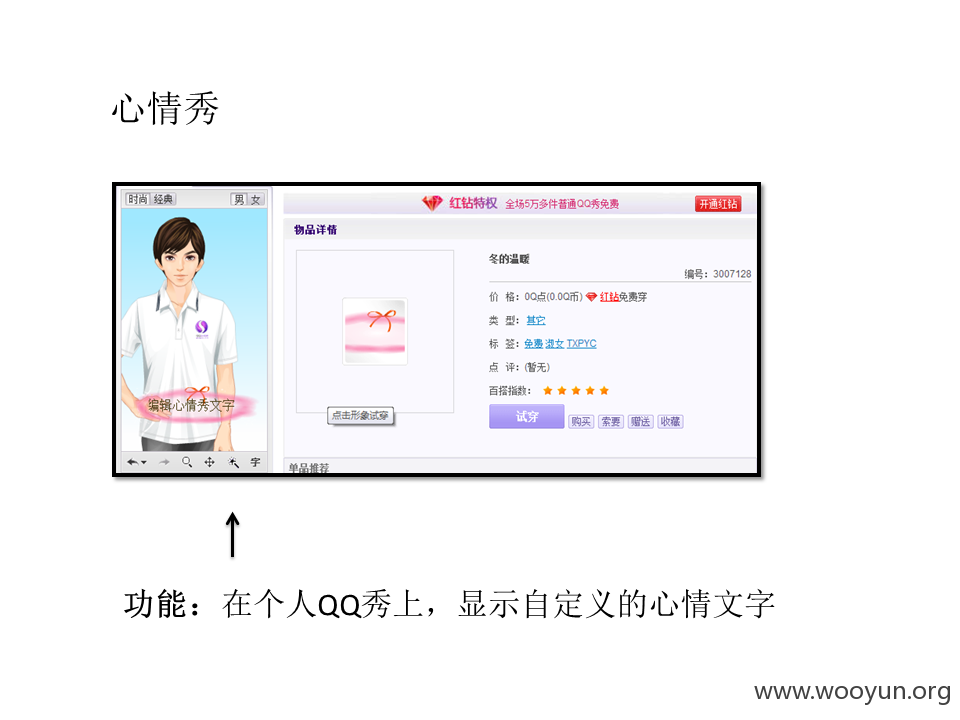 心情秀
时尚 经典 男 女
红钻特权 全场5万多件普通QQ秀免费 开通红钻
物品详情
冬的温暖
编号：3007128
价 格：0Q点(0.0Q币) 红钻免费穿
类 型：其它
标 签：免费 淑女 TXPYC
点 评：(暂无)
百搭指数：
编辑心情秀文字
点击形象试穿
试穿 购买 索要 赠送 收藏
字
单品推荐
功能：在个人QQ秀上，显示自定义的心情文字
www.wooyun.org